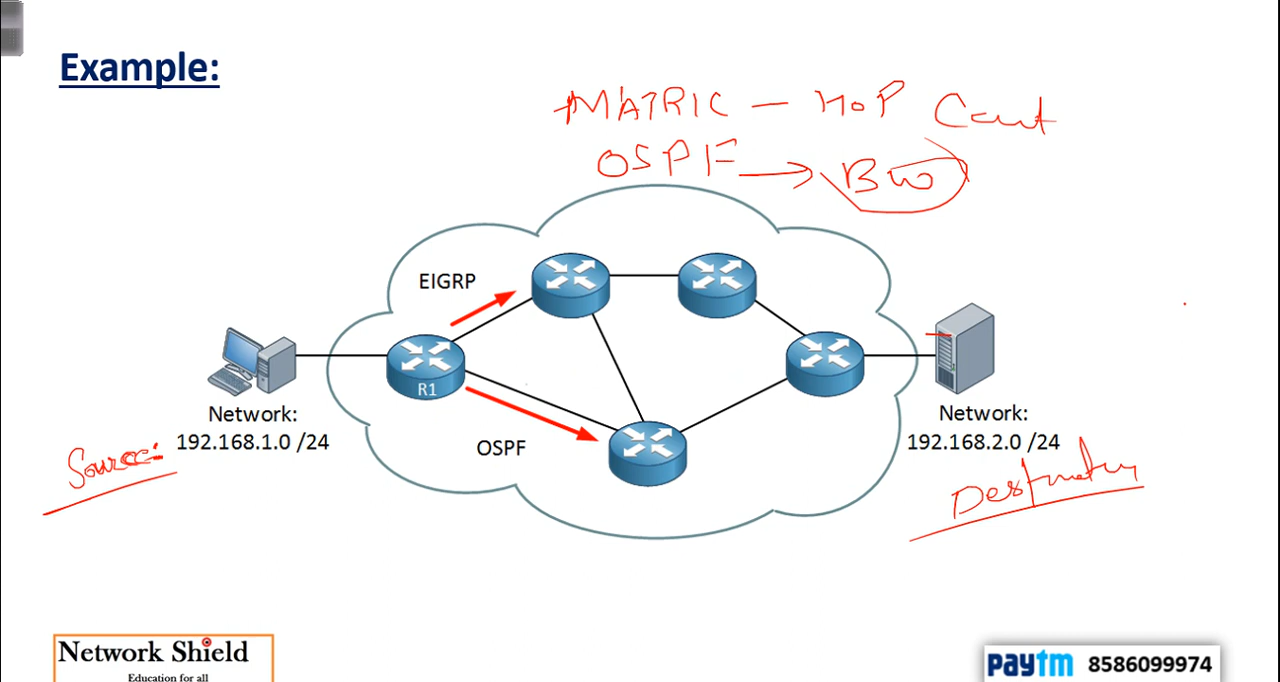 Example:
MATRIC - HOP Count
OSPF → BW
EIGRP
R1
OSPF
Network:
192.168.1.0 /24
Network:
192.168.2.0 /24
Source:
Network Shield
Education for all
paytm 8586099974